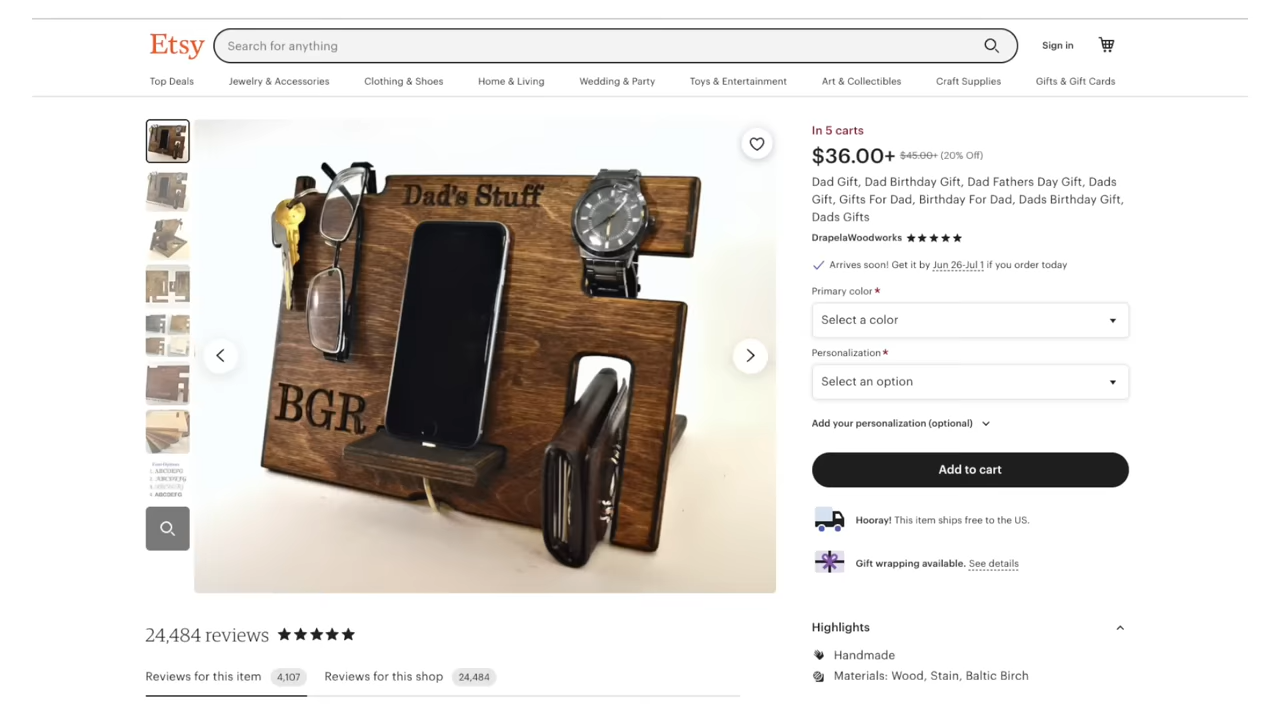 Etsy
Search for anything
Sign in
Top Deals
Jewelry & Accessories
Clothing & Shoes
Home & Living
Wedding & Party
Toys & Entertainment
Art & Collectibles
Craft Supplies
Gifts & Gift Cards
Dad's Stuff
BGR
In 5 carts
$36.00+ $45.00+ (20% Off)
Dad Gift, Dad Birthday Gift, Dad Fathers Day Gift, Dads
Gift, Gifts For Dad, Birthday For Dad, Dads Birthday Gift,
Dads Gifts
DrapelaWoodworks ★★★★★
Arrives soon! Get it by Jun 26-Jul 1 if you order today
Primary color *
Select a color
Personalization *
Select an option
Add your personalization (optional)
Add to cart
Hooray! This item ships free to the US.
Gift wrapping available. See details
24,484 reviews ★★★★★
Reviews for this item 4,107
Reviews for this shop 24,484
Highlights
Handmade
Materials: Wood, Stain, Baltic Birch